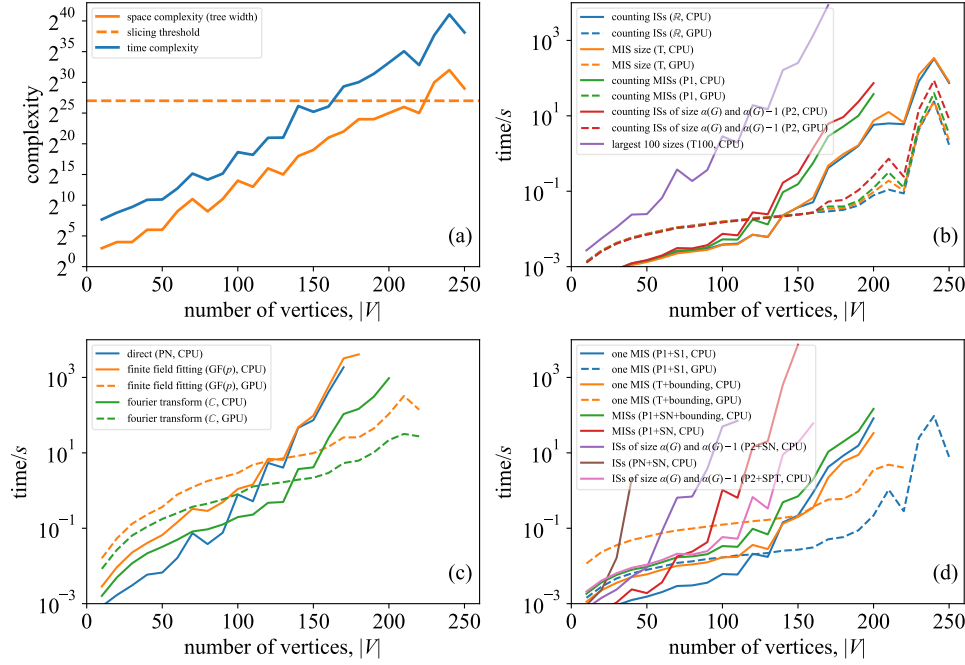 2^40
2^35
2^30
2^25
2^20
2^15
2^10
2^5
2^0
complexity
space complexity (tree width)
slicing threshold
time complexity
(a)
0
50
100
150
200
250
number of vertices, |V|
10^3
10^1
10^−1
10^−3
time/s
counting ISs (ℝ, CPU)
counting ISs (ℝ, GPU)
MIS size (T, CPU)
MIS size (T, GPU)
counting MISs (P1, CPU)
counting MISs (P1, GPU)
counting ISs of size α(G) and α(G)−1 (P2, CPU)
counting ISs of size α(G) and α(G)−1 (P2, GPU)
largest 100 sizes (T100, CPU)
(b)
0
50
100
150
200
250
number of vertices, |V|
10^3
10^1
10^−1
10^−3
time/s
direct (PN, CPU)
finite field fitting (GF(p), CPU)
finite field fitting (GF(p), GPU)
fourier transform (ℂ, CPU)
fourier transform (ℂ, GPU)
(c)
0
50
100
150
200
250
number of vertices, |V|
10^3
10^1
10^−1
10^−3
time/s
one MIS (P1+S1, CPU)
one MIS (P1+S1, GPU)
one MIS (T+bounding, CPU)
one MIS (T+bounding, GPU)
MISs (P1+SN+bounding, CPU)
MISs (P1+SN, CPU)
ISs of size α(G) and α(G)−1 (P2+SN, CPU)
ISs (PN+SN, CPU)
ISs of size α(G) and α(G)−1 (P2+SPT, CPU)
(d)
0
50
100
150
200
250
number of vertices, |V|